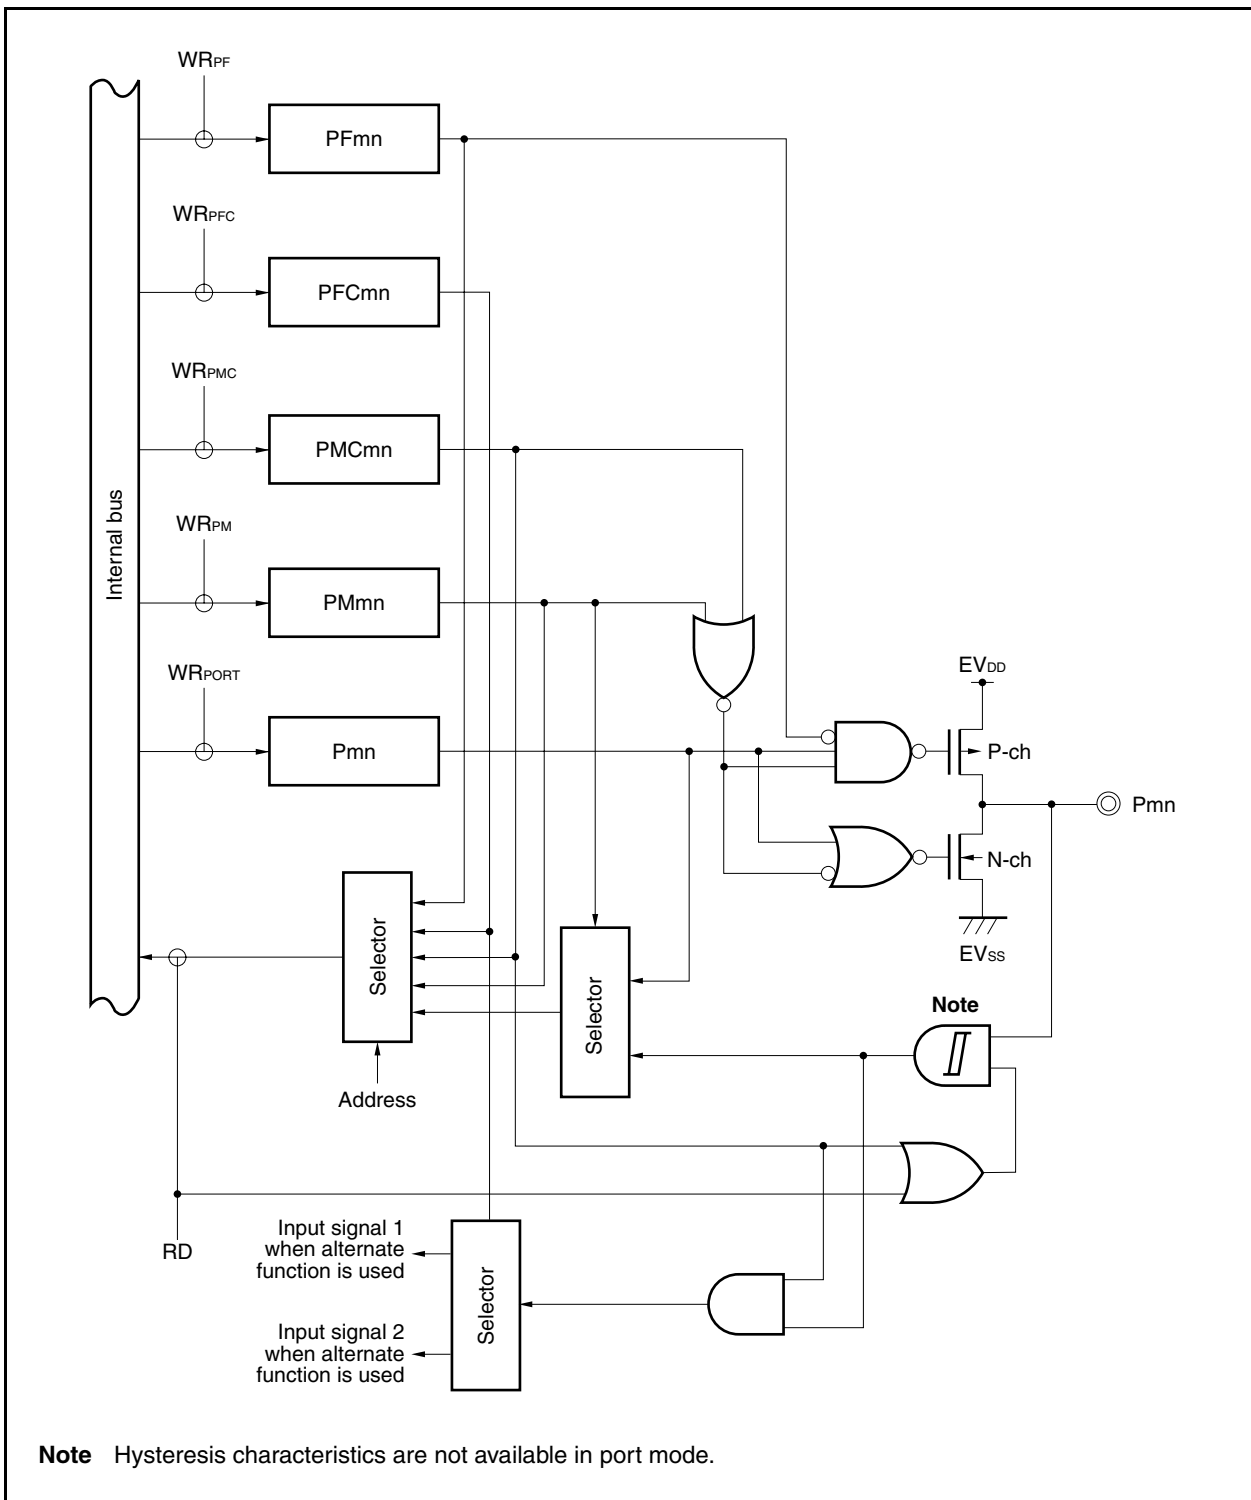 WRPF
PFmn
WRPFC
PFCmn
WRPMC
PMCmn
Internal bus
WRPM
PMmn
WRPORT
Pmn
EVDD
P-ch
Pmn
N-ch
EVSS
Selector
Selector
Note
Address
RD
Input signal 1
when alternate
function is used
Selector
Input signal 2
when alternate
function is used
Note Hysteresis characteristics are not available in port mode.